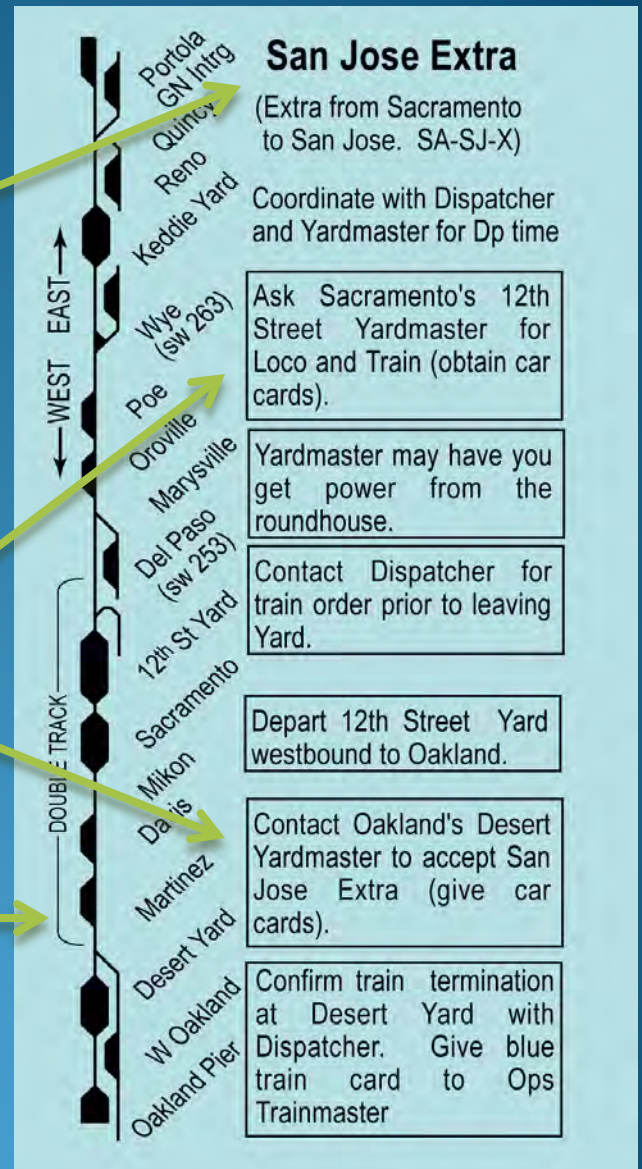 San Jose Extra
(Extra from Sacramento
to San Jose. SA-SJ-X)
Coordinate with Dispatcher
and Yardmaster for Dp time
Ask Sacramento's 12th
Street Yardmaster for
Loco and Train (obtain car
cards).
Yardmaster may have you
get power from the
roundhouse.
Contact Dispatcher for
train order prior to leaving
Yard.
Depart 12th Street Yard
westbound to Oakland.
Contact Oakland's Desert
Yardmaster to accept San
Jose Extra (give car
cards).
Confirm train termination
at Desert Yard with
Dispatcher. Give blue
train card to Ops
Trainmaster
Portola
GN Intrg
Quincy
Reno
Keddie Yard
Wye
(sw 263)
Poe
Oroville
Marysville
Del Paso
(sw 253)
12th St Yard
Sacramento
Mikon
Davis
Martinez
Desert Yard
W Oakland
Oakland Pier
WEST EAST
DOUBLE TRACK